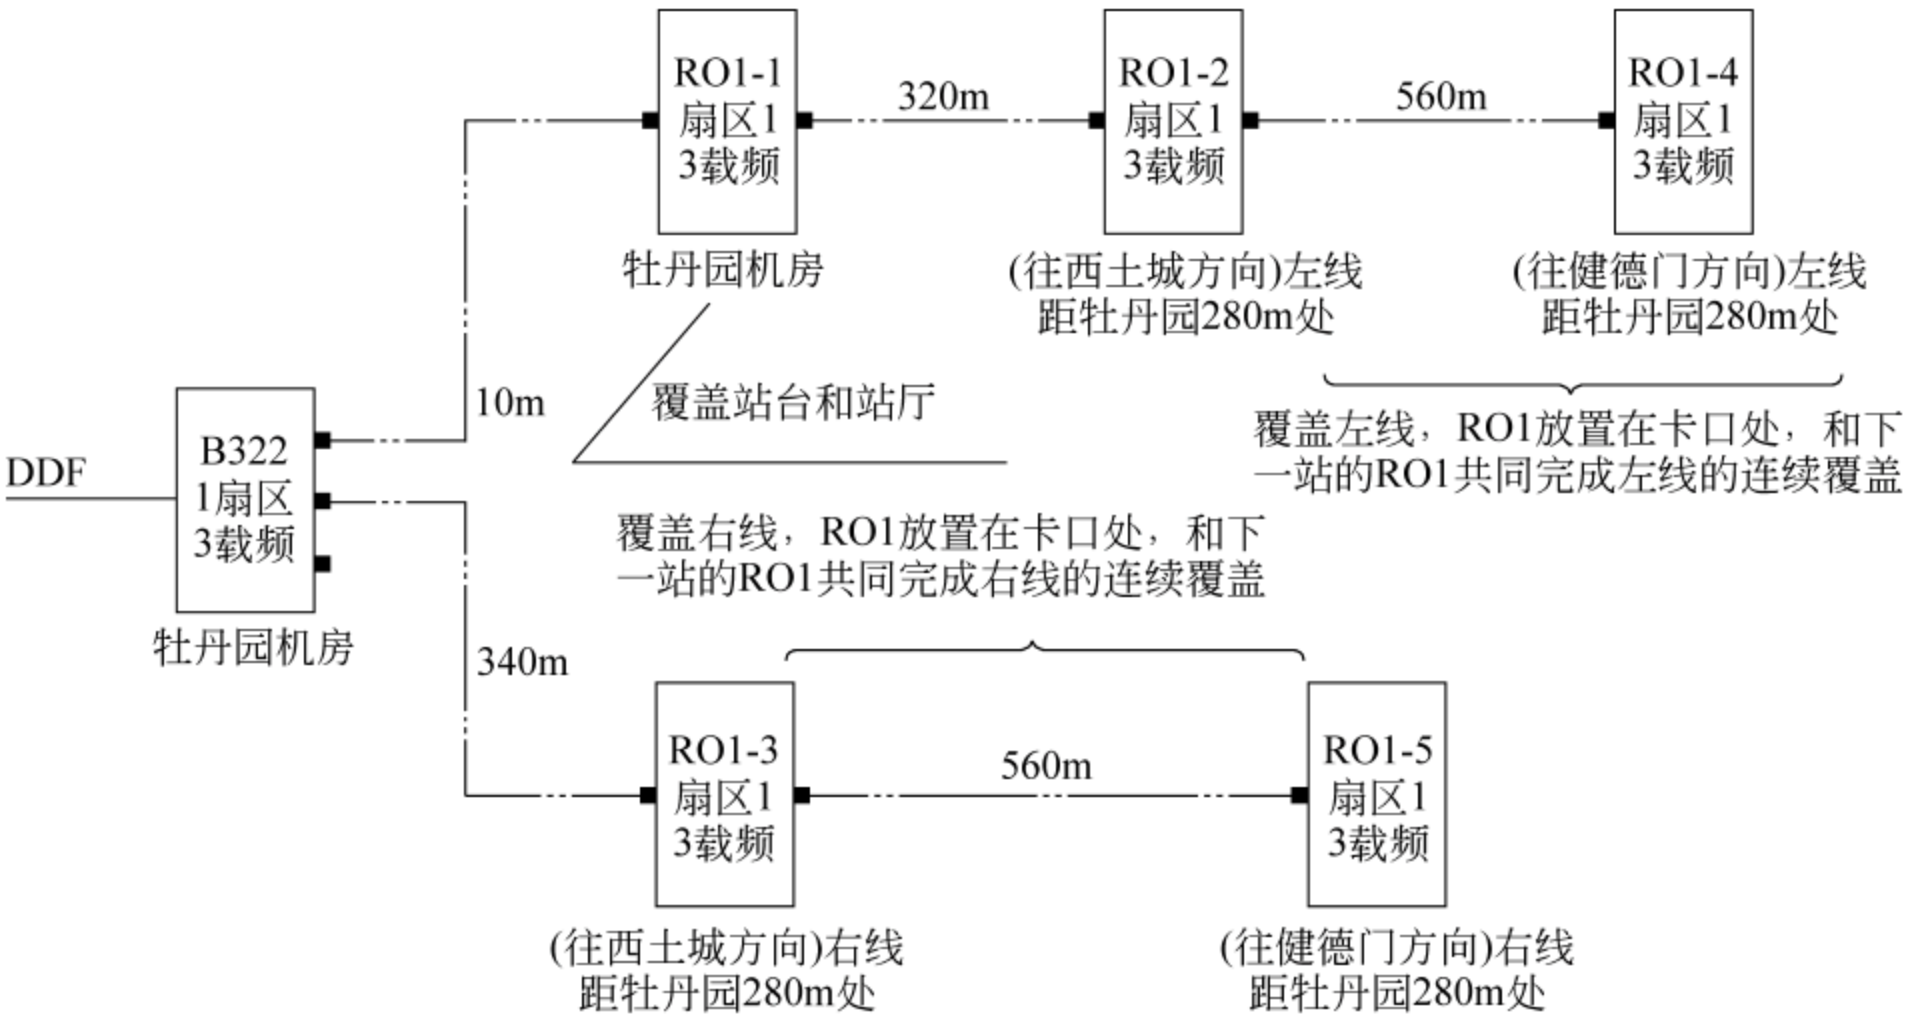 RO1-1
扇区1
3载频
牡丹园机房
320m
RO1-2
扇区1
3载频
(往西土城方向)左线
距牡丹园280m处
560m
RO1-4
扇区1
3载频
(往健德门方向)左线
距牡丹园280m处
10m
覆盖站台和站厅
覆盖左线，RO1放置在卡口处，和下
一站的RO1共同完成左线的连续覆盖
DDF
B322
1扇区
3载频
牡丹园机房
覆盖右线，RO1放置在卡口处，和下
一站的RO1共同完成右线的连续覆盖
340m
RO1-3
扇区1
3载频
(往西土城方向)右线
距牡丹园280m处
560m
RO1-5
扇区1
3载频
(往健德门方向)右线
距牡丹园280m处